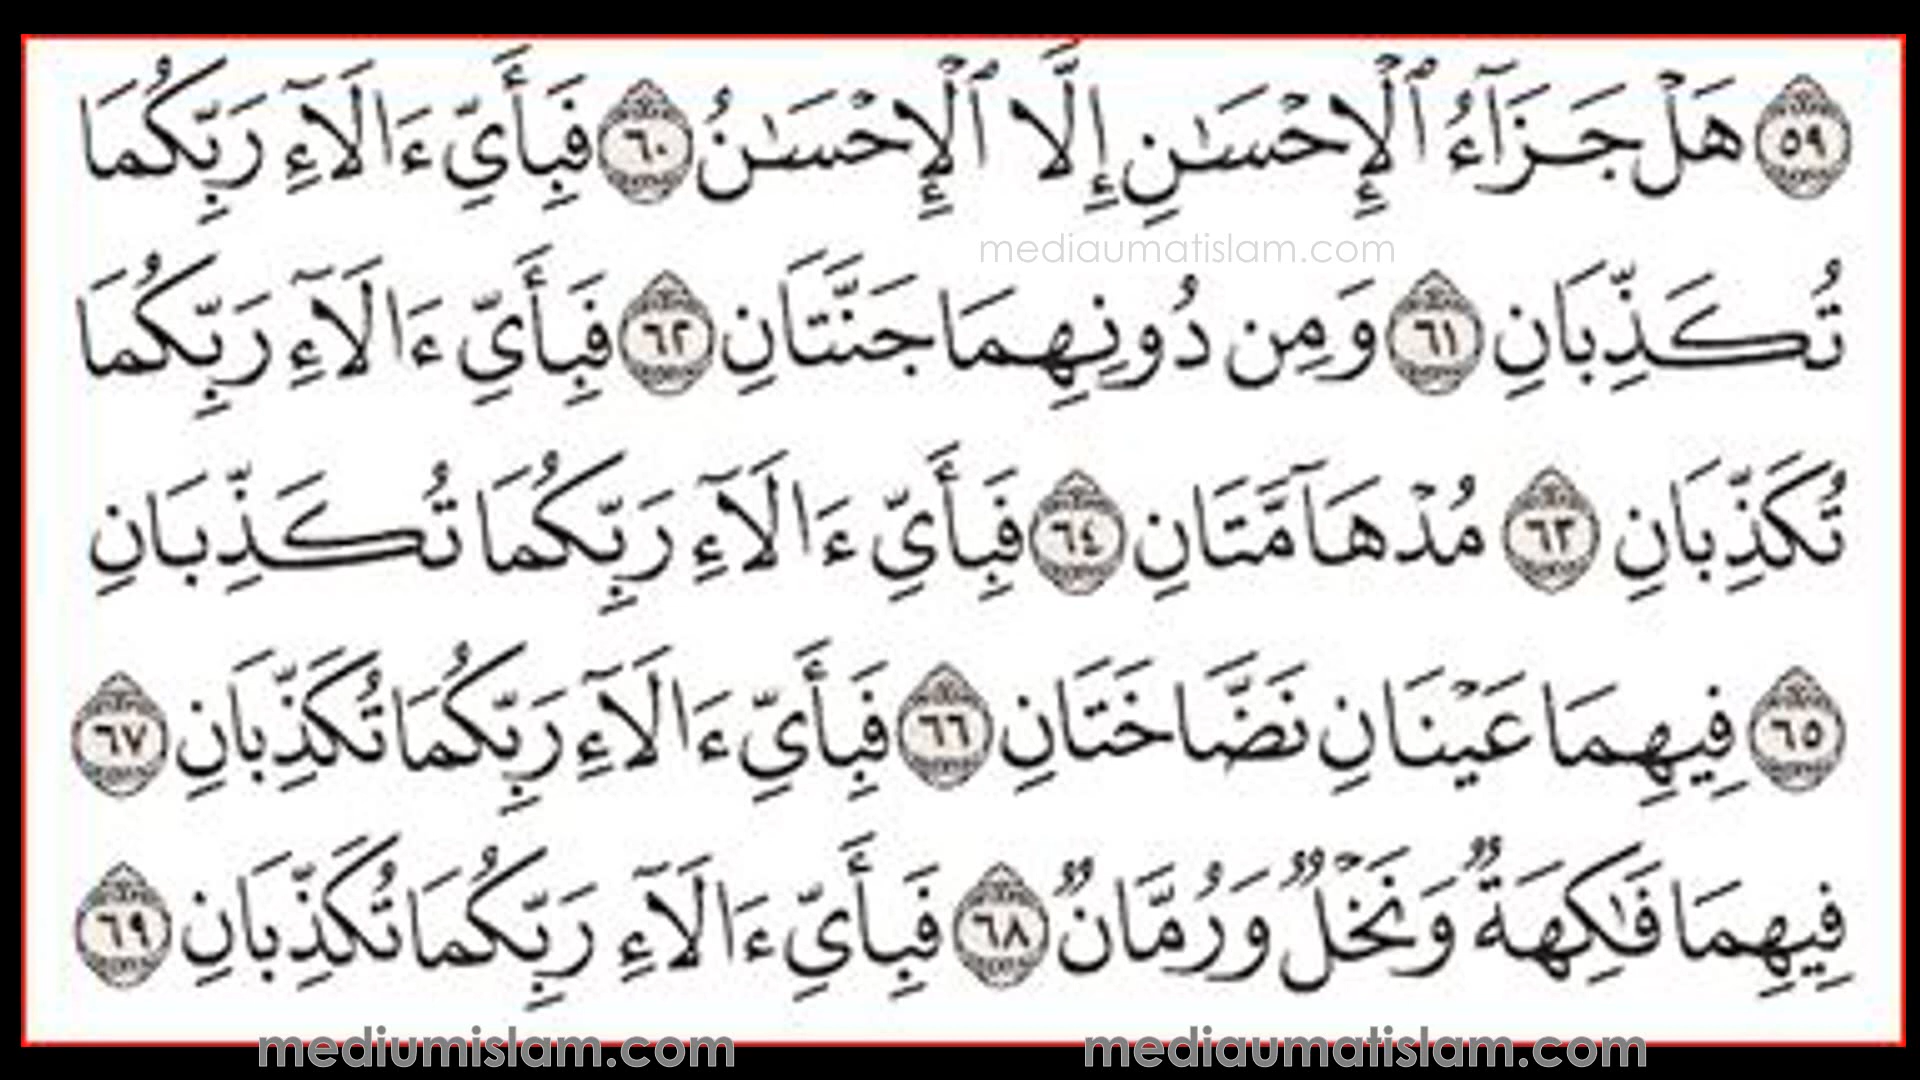 ٥٩ هَلْ جَزَآءُ ٱلْإِحْسَٰنِ إِلَّا ٱلْإِحْسَٰنُ ٦٠ فَبِأَيِّ ءَالَآءِ رَبِّكُمَا
mediaumatislam.com
تُكَذِّبَانِ ٦١ وَمِن دُونِهِمَا جَنَّتَانِ ٦٢ فَبِأَيِّ ءَالَآءِ رَبِّكُمَا
تُكَذِّبَانِ ٦٣ مُدْهَآمَّتَانِ ٦٤ فَبِأَيِّ ءَالَآءِ رَبِّكُمَا تُكَذِّبَانِ
٦٥ فِيهِمَا عَيْنَانِ نَضَّاخَتَانِ ٦٦ فَبِأَيِّ ءَالَآءِ رَبِّكُمَا تُكَذِّبَانِ ٦٧
فِيهِمَا فَٰكِهَةٌ وَنَخْلٌ وَرُمَّانٌ ٦٨ فَبِأَيِّ ءَالَآءِ رَبِّكُمَا تُكَذِّبَانِ ٦٩
mediumislam.com mediaumatislam.com